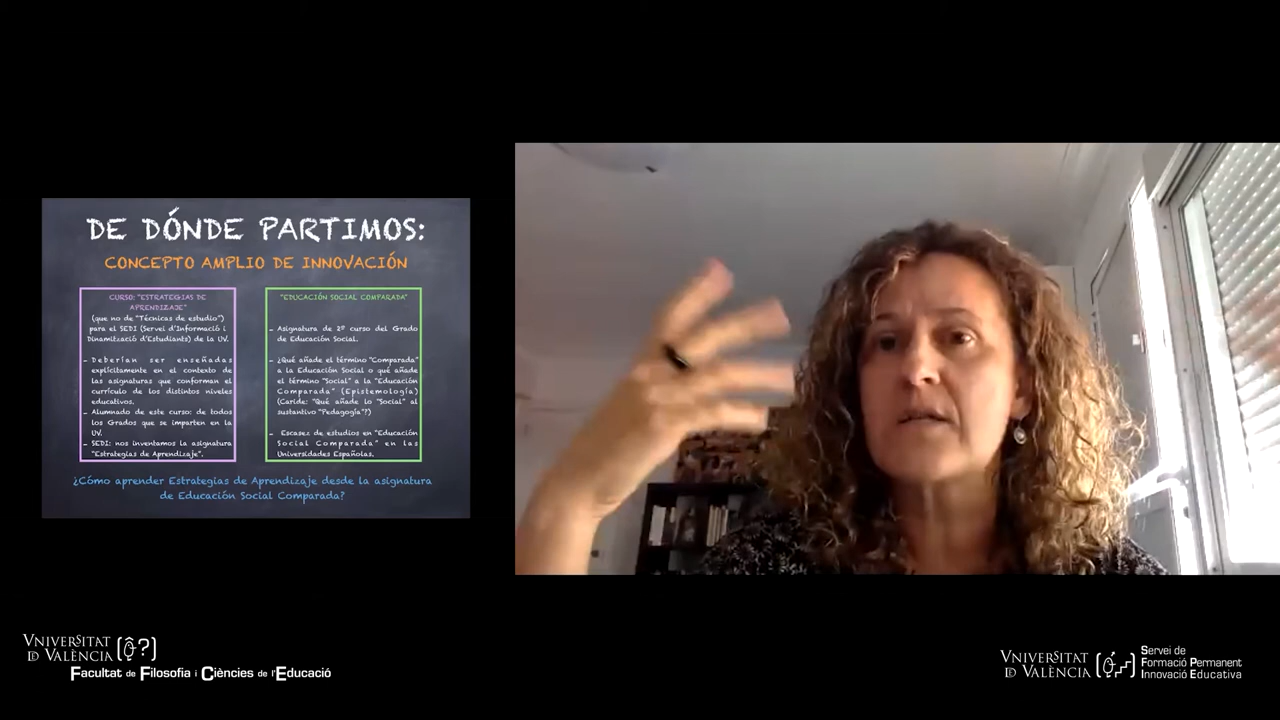 DE DÓNDE PARTIMOS:
CONCEPTO AMPLIO DE INNOVACIÓN
CURSO: "ESTRATEGIAS DE
APRENDIZAJE"
(que no de "Técnicas de estudio")
para el SEDI (Servei d'Informació i
Dinamització d'Estudiants) de la UV.
- Deberían ser enseñadas
explícitamente en el contexto de
las asignaturas que conforman el
currículo de los distintos niveles
educativos.
- Alumnado de este curso: de todos
los Grados que se imparten en la
UV.
- SEDI: nos inventamos la asignatura
"Estrategias de Aprendizaje".
"EDUCACIÓN SOCIAL COMPARADA"
- Asignatura de 2º curso del Grado
de Educación Social.
- ¿Qué añade el término "Comparada"
a la Educación Social o qué añade
el término "Social" a la "Educación
Comparada" (Epistemología)
(Caride: "Qué añade lo "Social" al
sustantivo "Pedagogía"?)
- Escasez de estudios en "Educación
Social Comparada" en las
Universidades Españolas.
¿Cómo aprender Estrategias de Aprendizaje desde la asignatura
de Educación Social Comparada?
VNIVERSITAT
ID VALÈNCIA
Facultat de Filosofia i Ciències de l'Educació
VNIVERSITAT
ID VALÈNCIA
Servei de
Formació Permanent
Innovació Educativa